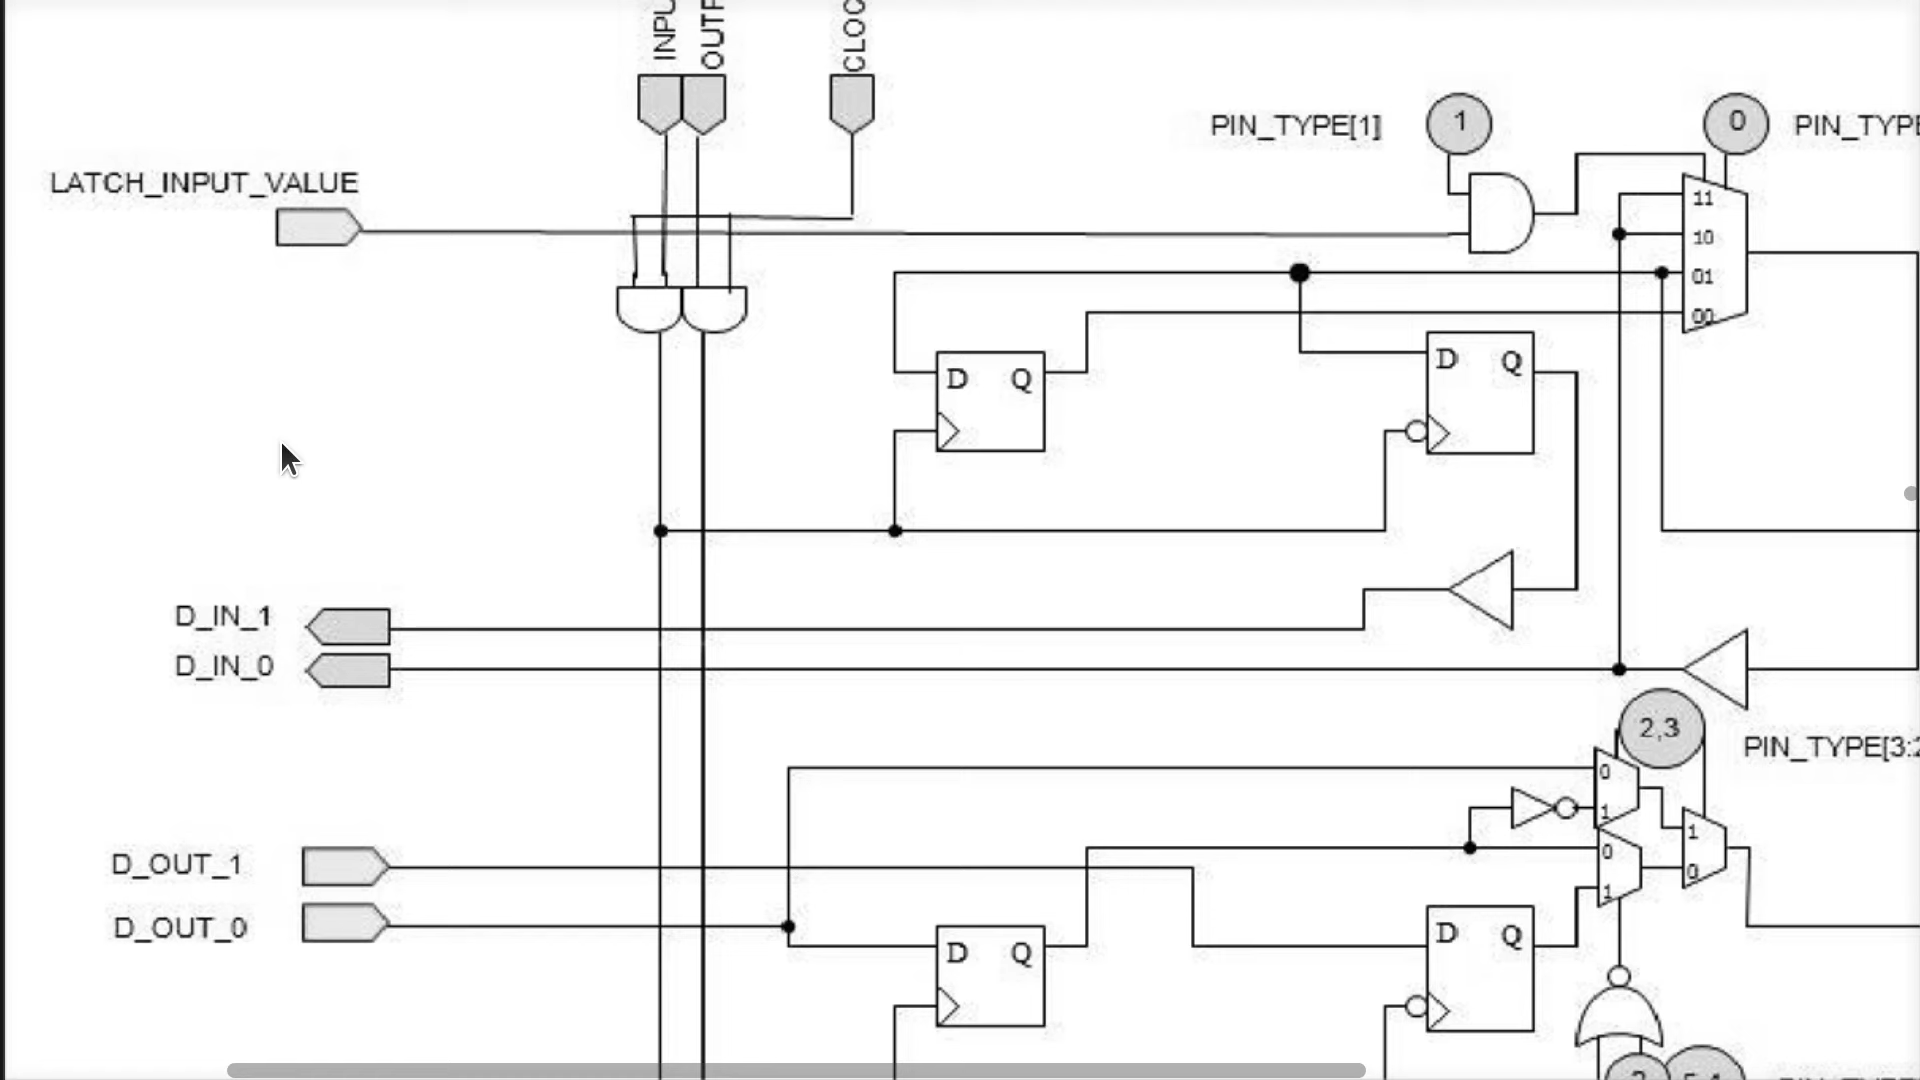 INPU
OUTP
CLOC
PIN_TYPE[1]
1
0
PIN_TYPE
LATCH_INPUT_VALUE
11
10
01
00
D Q
D Q
D_IN_1
D_IN_0
2,3
PIN_TYPE[3:2
0
1
0
1
1
0
D_OUT_1
D_OUT_0
D Q
D Q